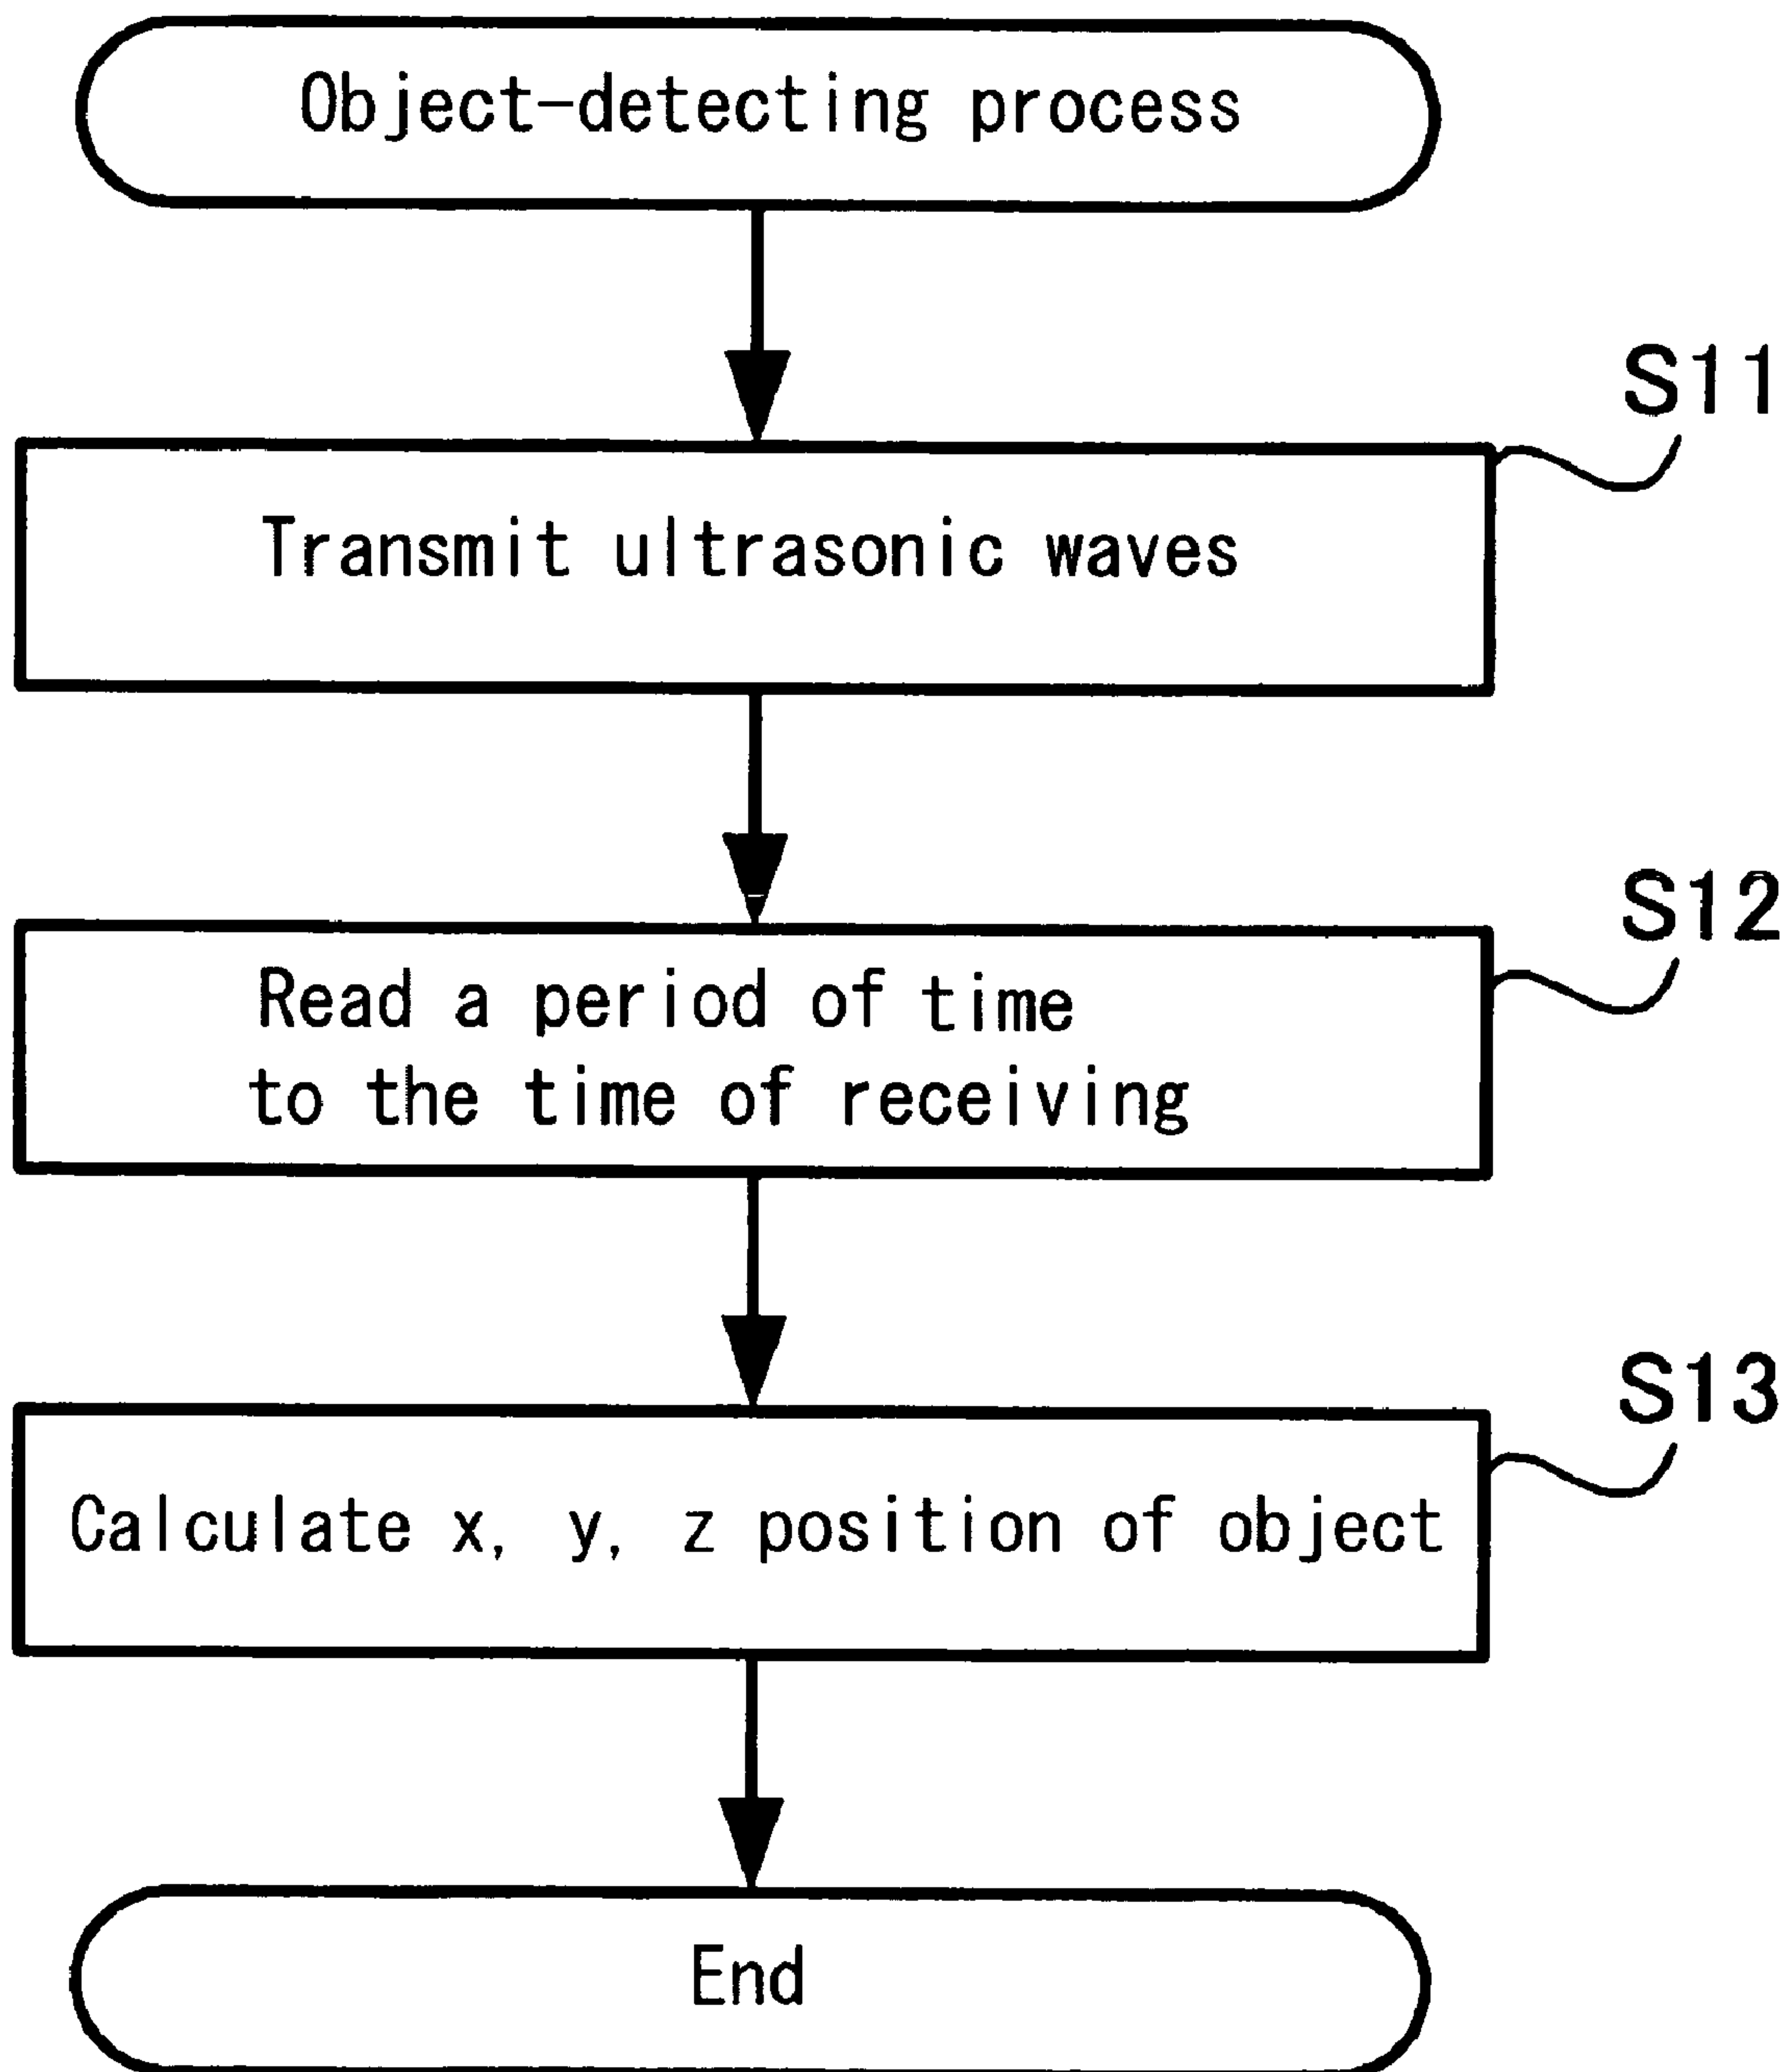 Object-detecting process
S11
Transmit ultrasonic waves
S12
Read a period of time
to the time of receiving
S13
Calculate x, y, z position of object
End